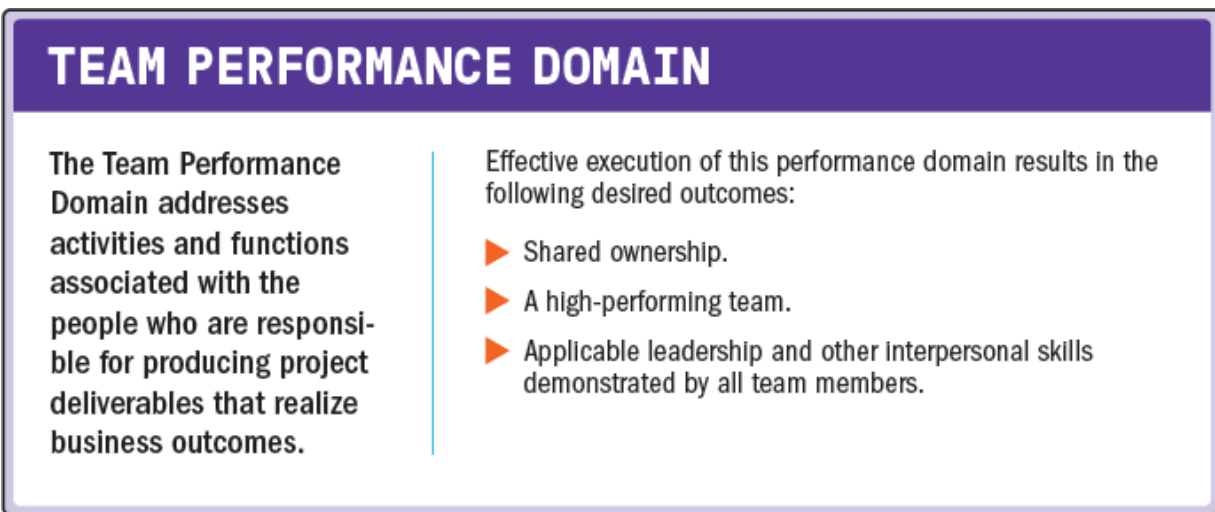 TEAM PERFORMANCE DOMAIN
The Team Performance
Domain addresses
activities and functions
associated with the
people who are responsi-
ble for producing project
deliverables that realize
business outcomes.
Effective execution of this performance domain results in the
following desired outcomes:
Shared ownership.
A high-performing team.
Applicable leadership and other interpersonal skills
demonstrated by all team members.